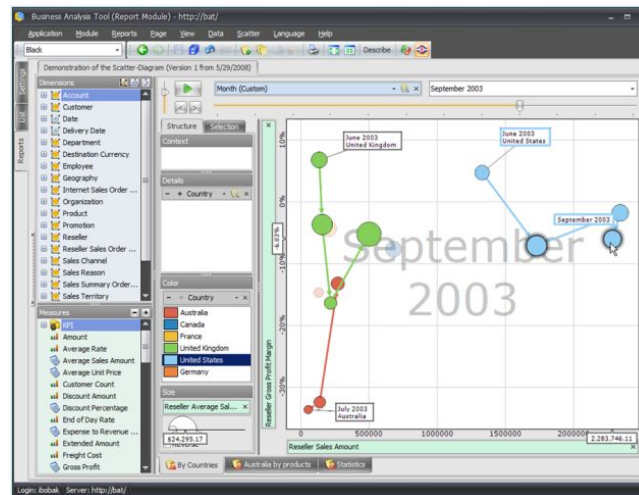 Business Analysis Tool (Report Module) - http://bat/
Application Module Reports Page View Data Scatter Language Help
Black
Describe
Demonstration of the Scatter-Diagram (Version 1 from 5/29/2008)
Settings
List
Reports
Dimensions
Account
Customer
Date
Delivery Date
Department
Destination Currency
Employee
Geography
Internet Sales Order ...
Organization
Product
Promotion
Reseller
Reseller Sales Order ...
Sales Channel
Sales Reason
Sales Summary Order ...
Sales Territory
Measures
KPI
Amount
Average Rate
Average Sales Amount
Average Unit Price
Customer Count
Discount Amount
Discount Percentage
End of Day Rate
Expense to Revenue ...
Extended Amount
Freight Cost
Gross Profit
Month (Custom)
September 2003
Structure Selection
Context
Details
Country
Color
Country
Australia
Canada
France
United Kingdom
United States
Germany
Size
Reseller Average Sal...
$24,295.17
Reverse
Reseller Gross Profit Margin
10%
0%
-6.03%
-10%
-20%
-30%
June 2003
United Kingdom
June 2003
United States
September 2003
September
2003
July 2003
Australia
0 500000 1000000 1500000
2.283,746.11
Reseller Sales Amount
By Countries Australia by products Statistics
Login: ibobak Server: http://bat/